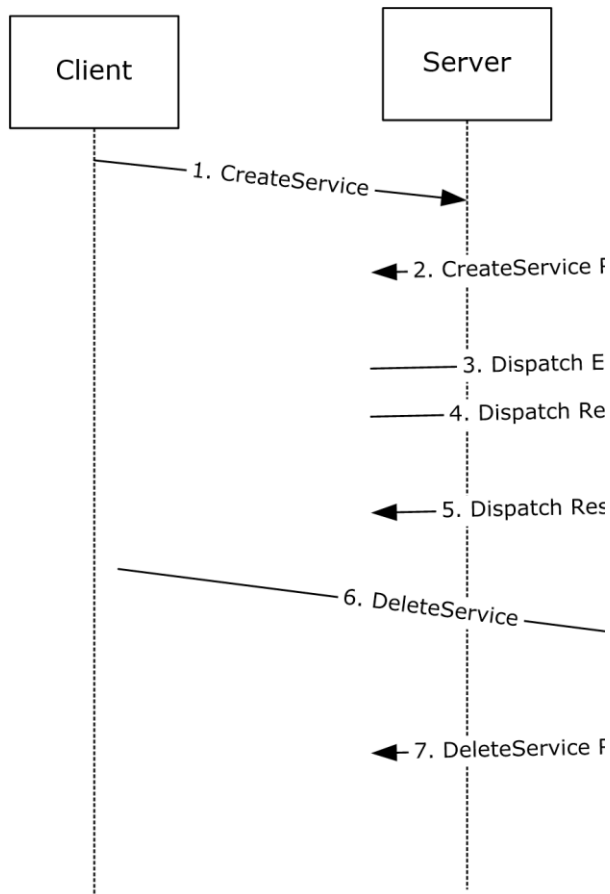 Client
Server
1. CreateService
2. CreateService
3. Dispatch
4. Dispatch
5. Dispatch
6. DeleteService
7. DeleteService